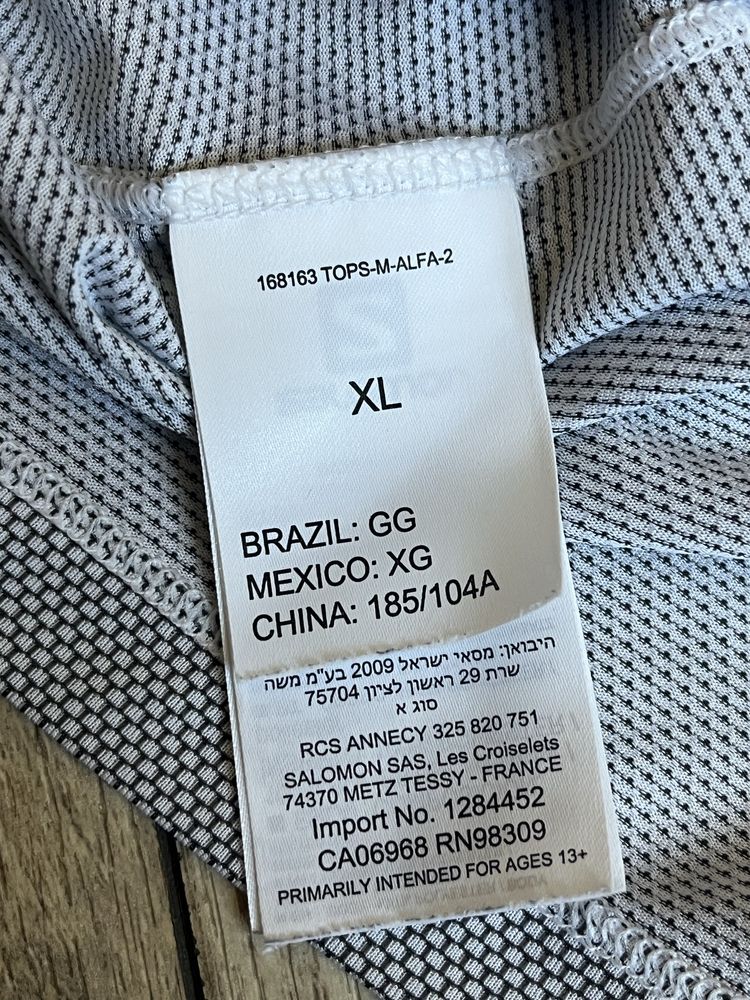 168163 TOPS-M-ALFA-2
XL
BRAZIL: GG
MEXICO: XG
CHINA: 185/104A
היבואן: מסאי ישראל 2009 בע"מ משה
שרת 29 ראשון לציון 75704
סוג א
RCS ANNECY 325 820 751
SALOMON SAS, Les Croiselets
74370 METZ TESSY - FRANCE
Import No. 1284452
CA06968 RN98309
PRIMARILY INTENDED FOR AGES 13+